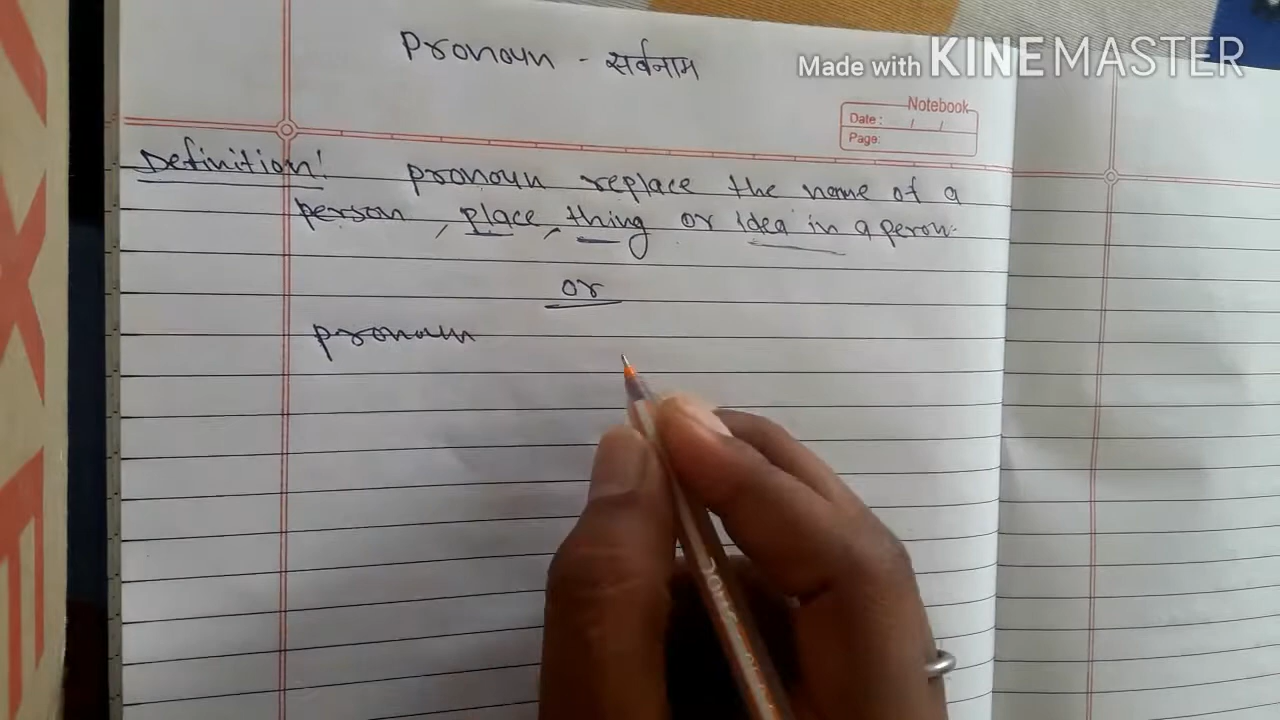 pronoun - सर्वनाम
Made with KINEMASTER
Notebook
Date : / /
Page:
Definition! pronoun replace the name of a
person, place, thing or idea in a peron.
or
pronoun